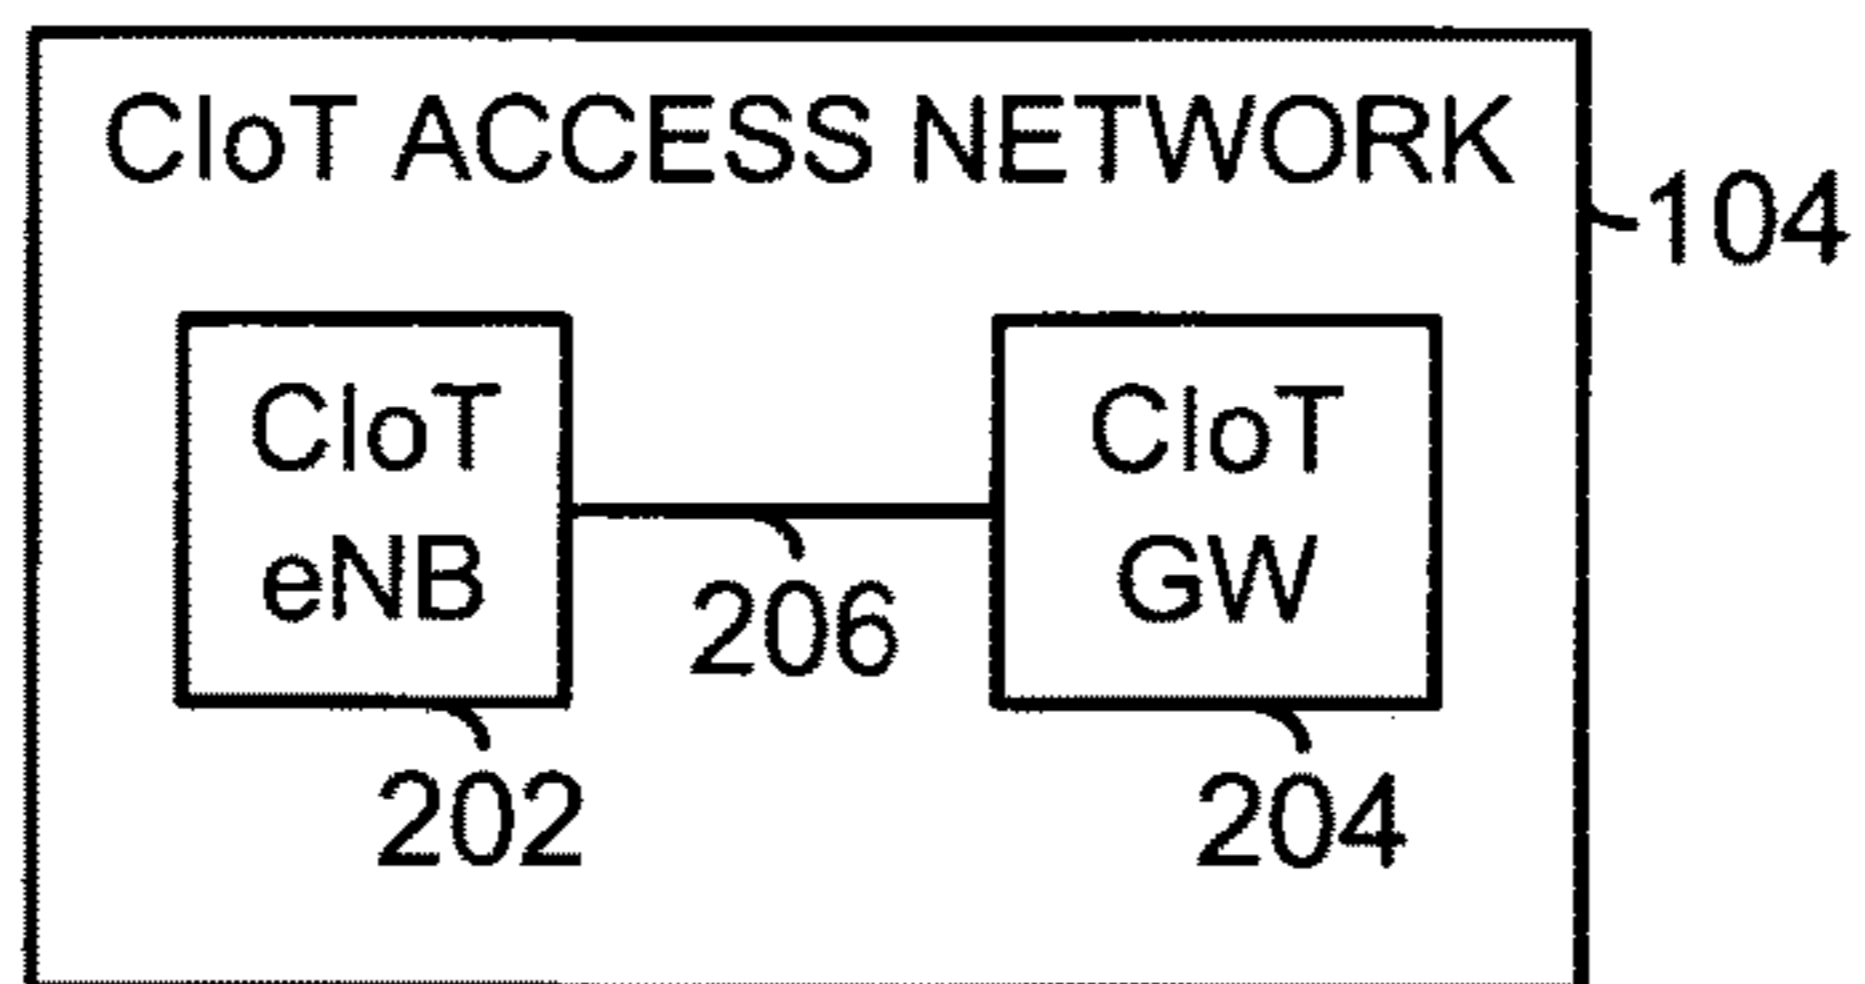 CIoT ACCESS NETWORK
104
CIoT
eNB
CIoT
GW
206
202
204